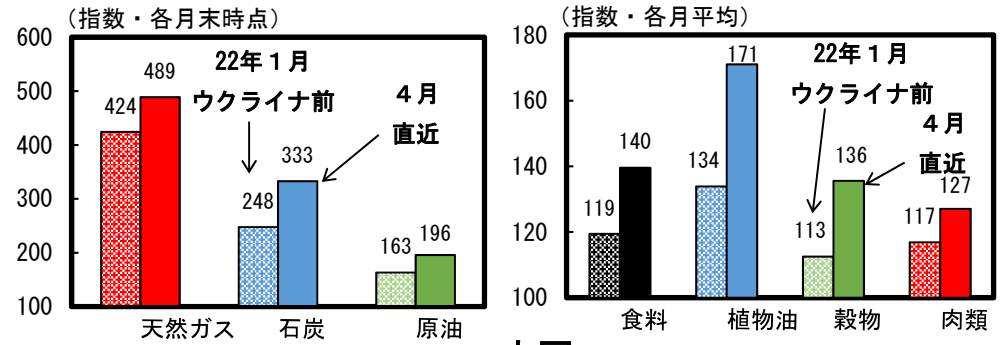 （指数・各月末時点）
600
500
400
300
200
100
22年１月
ウクライナ前
４月
直近
424
489
248
333
163
196
天然ガス
石炭
原油
（指数・各月平均）
180
160
140
120
100
22年１月
ウクライナ前
４月
直近
119
140
134
171
113
136
117
127
食料
植物油
穀物
肉類